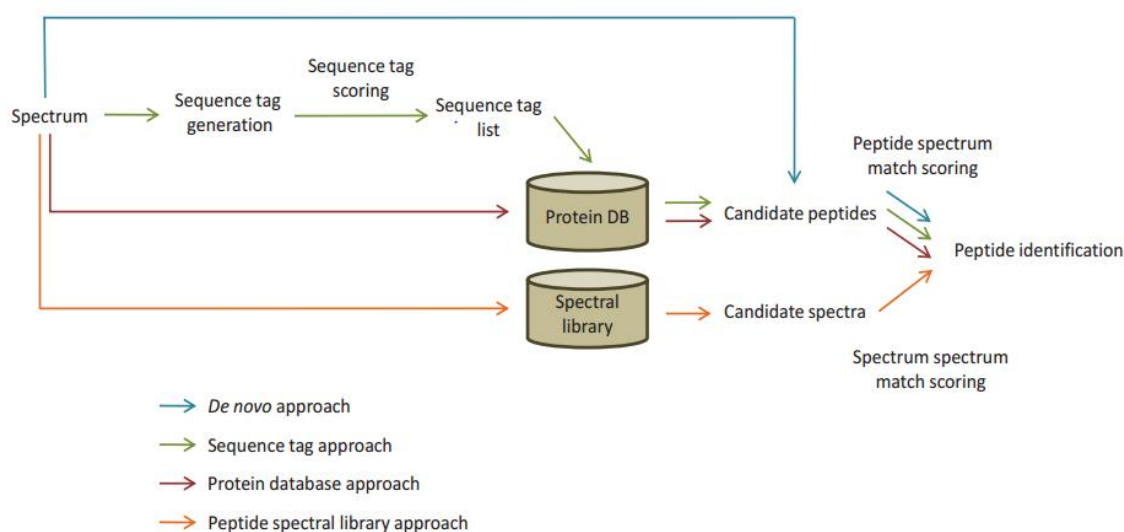 Sequence tag
scoring
Spectrum
Sequence tag
generation
Sequence tag
list
Peptide spectrum
match scoring
Protein DB
Candidate peptides
Peptide identification
Spectral
library
Candidate spectra
Spectrum spectrum
match scoring
De novo approach
Sequence tag approach
Protein database approach
Peptide spectral library approach